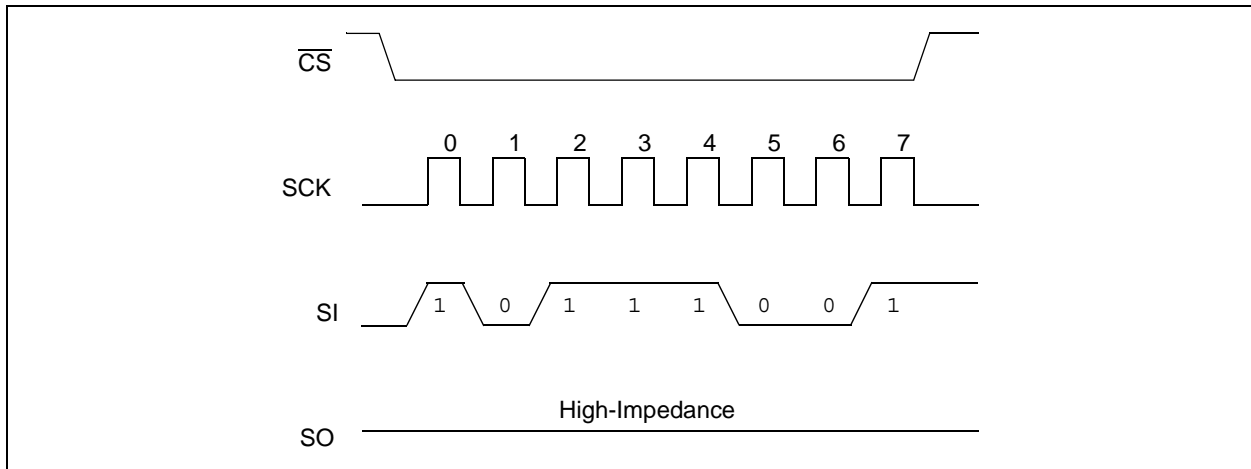 C̅S̅
0 1 2 3 4 5 6 7
SCK
SI 1 0 1 1 1 0 0 1
High-Impedance
SO